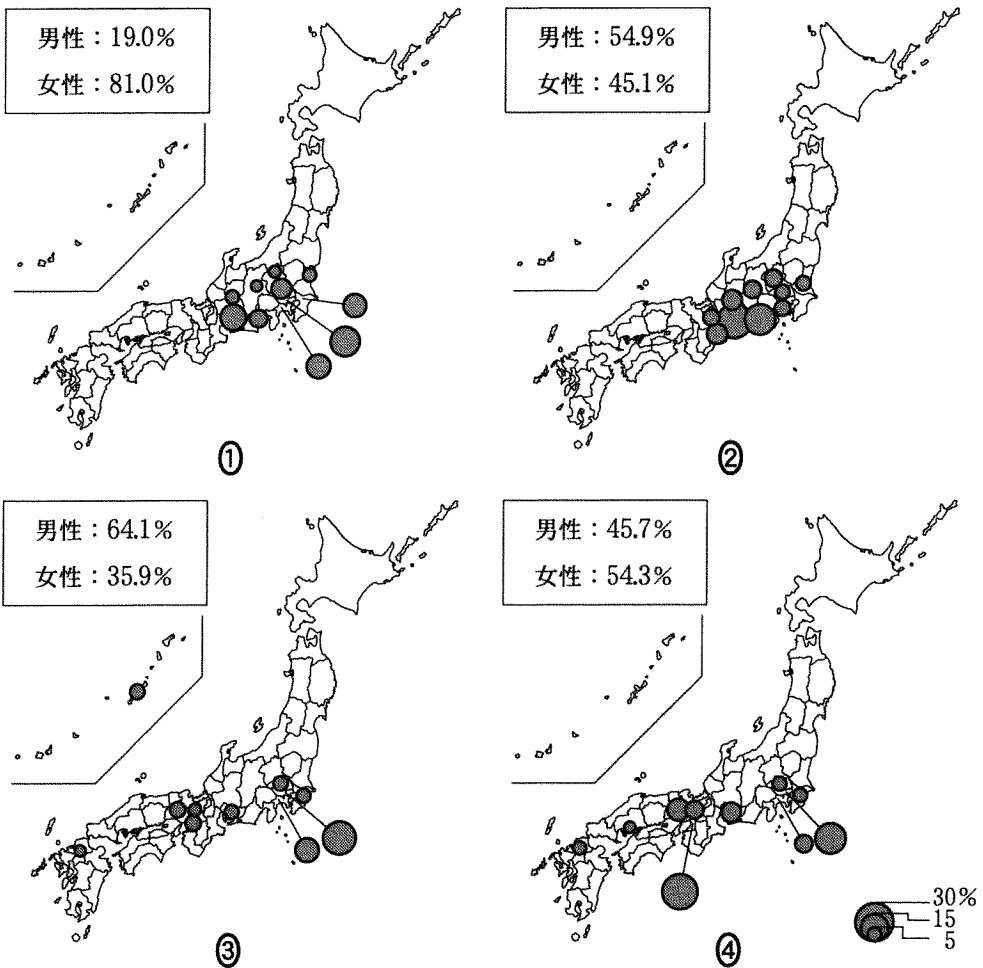 男性：19.0%
女性：81.0%
①
男性：54.9%
女性：45.1%
②
男性：64.1%
女性：35.9%
③
男性：45.7%
女性：54.3%
④
30%
15
5